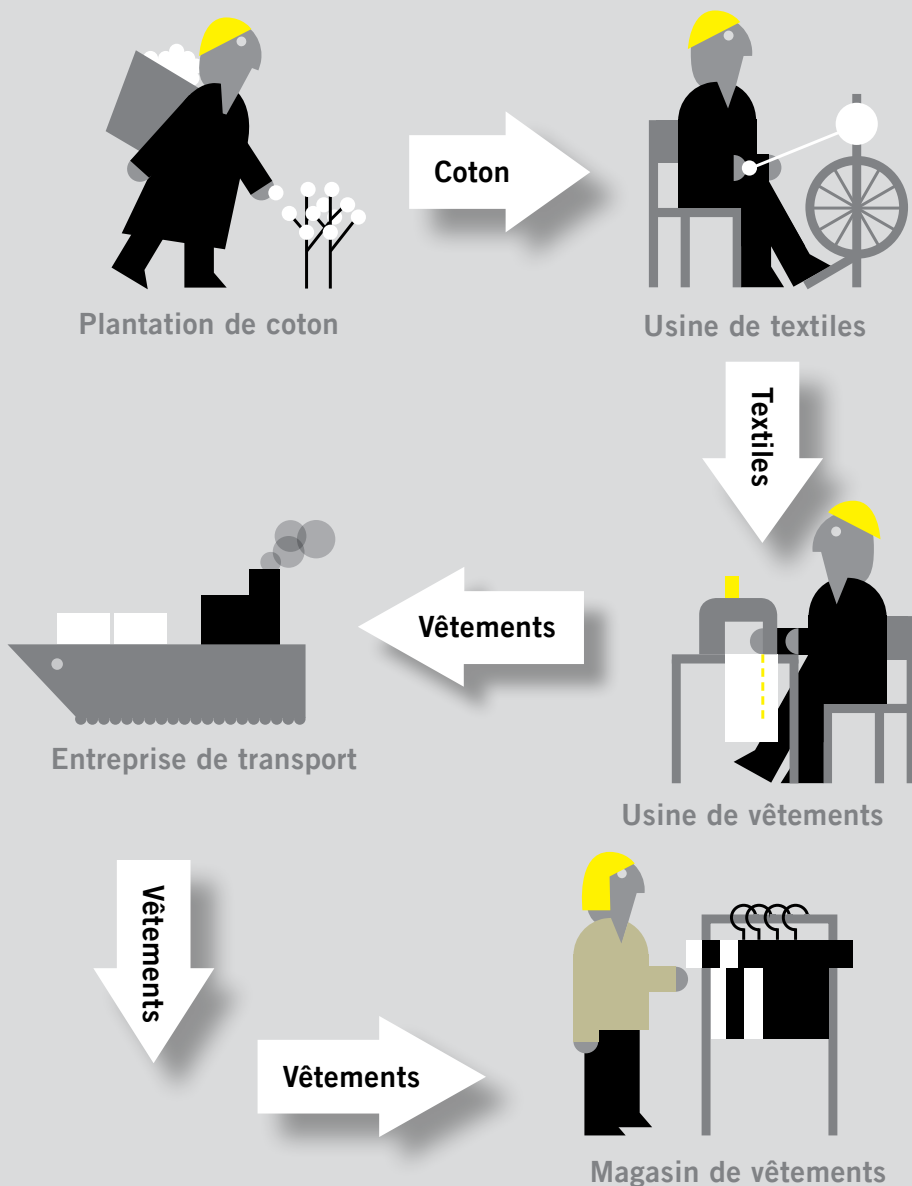 Coton
Plantation de coton
Usine de textiles
Textiles
Vêtements
Entreprise de transport
Usine de vêtements
Vêtements
Vêtements
Magasin de vêtements